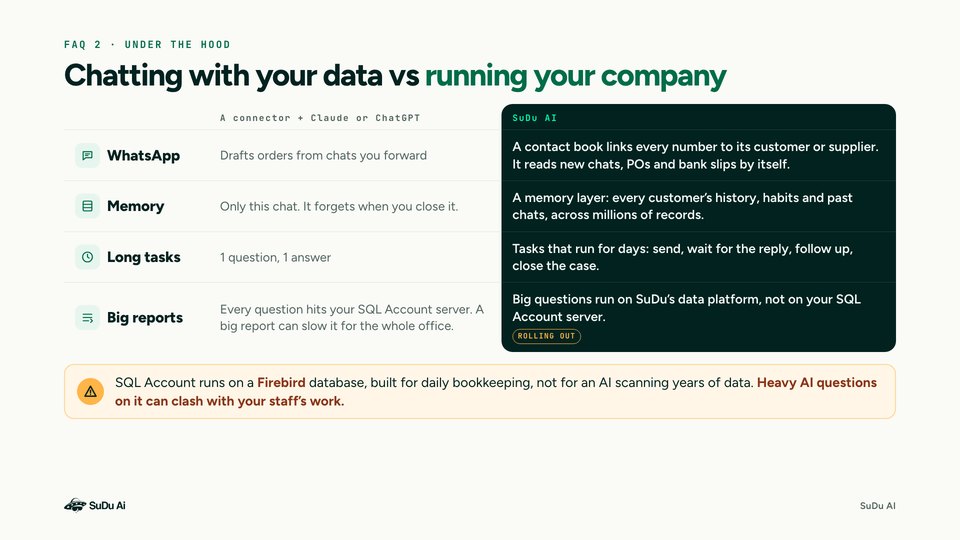 FAQ 2 · UNDER THE HOOD
Chatting with your data vs running your company
A connector + Claude or ChatGPT
SuDu AI
WhatsApp
Drafts orders from chats you forward
A contact book links every number to its customer or supplier.
It reads new chats, POs and bank slips by itself.
Memory
Only this chat. It forgets when you close it.
A memory layer: every customer’s history, habits and past
chats, across millions of records.
Long tasks
1 question, 1 answer
Tasks that run for days: send, wait for the reply, follow up,
close the case.
Big reports
Every question hits your SQL Account server. A
big report can slow it for the whole office.
Big questions run on SuDu’s data platform, not on your SQL
Account server.
ROLLING OUT
SQL Account runs on a Firebird database, built for daily bookkeeping, not for an AI scanning years of data. Heavy AI questions
on it can clash with your staff’s work.
SuDu Ai
SuDu AI